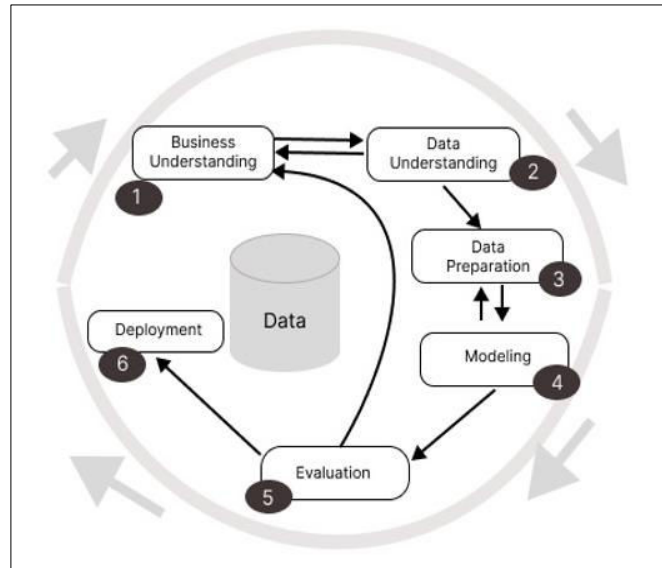 Business
Understanding
1
Data
Understanding
2
Data
Preparation
3
Data
Deployment
6
Modeling
4
Evaluation
5